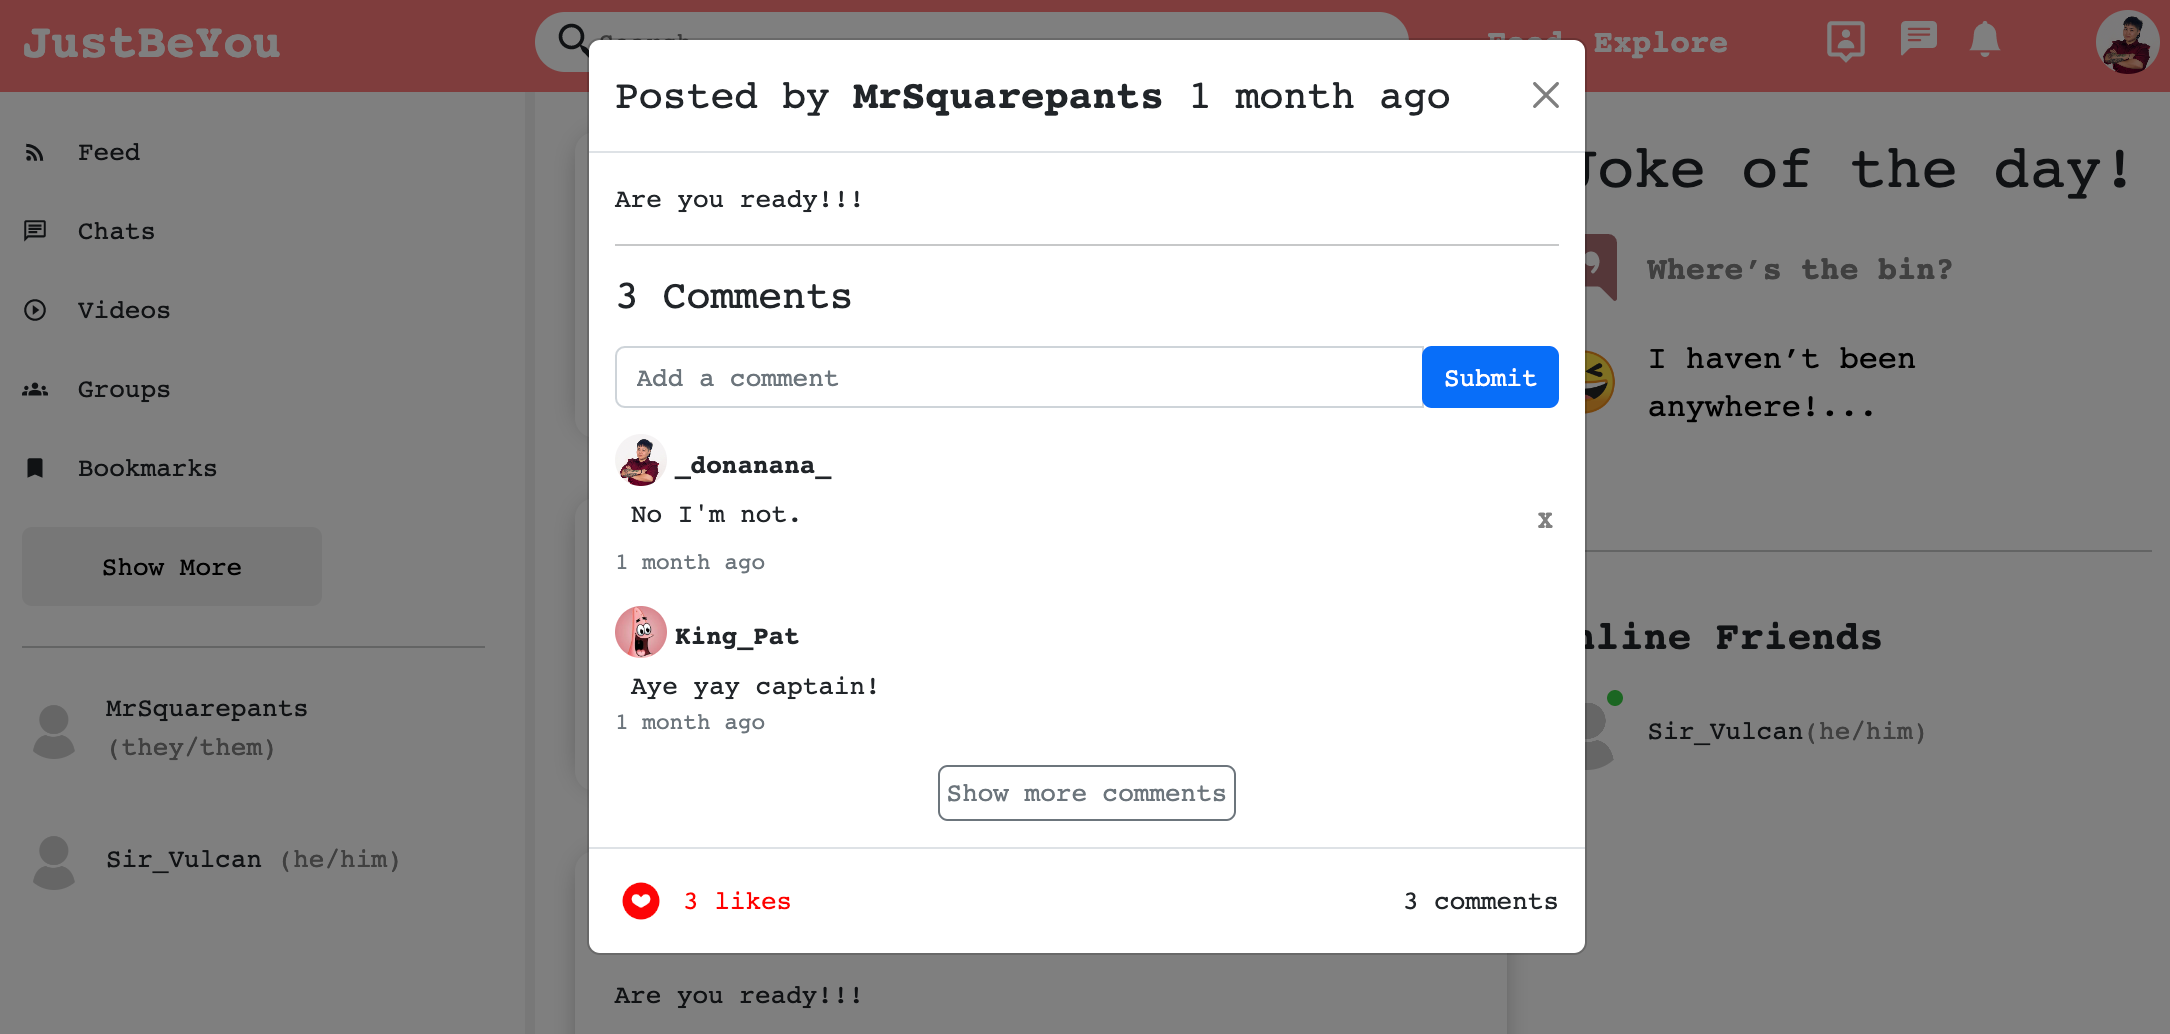 JustBeYou
Explore
Feed
Chats
Videos
Groups
Bookmarks
Show More
MrSquarepants
(they/them)
Sir_Vulcan (he/him)
Posted by MrSquarepants 1 month ago
Are you ready!!!
3 Comments
Add a comment
Submit
_donanana_
No I'm not.
x
1 month ago
King_Pat
Aye yay captain!
1 month ago
Show more comments
3 likes
3 comments
Are you ready!!!
Joke of the day!
Where’s the bin?
I haven’t been
anywhere!...
Online Friends
Sir_Vulcan(he/him)